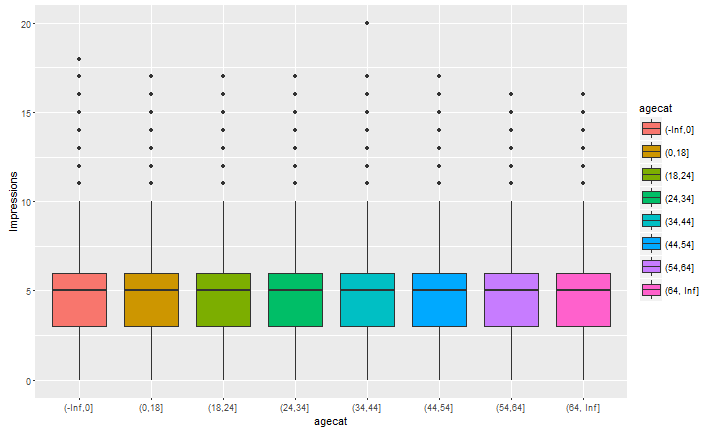 20
15
10
5
0
Impressions
(-Inf,0] (0,18] (18,24] (24,34] (34,44] (44,54] (54,64] (64, Inf]
agecat
agecat
(-Inf,0]
(0,18]
(18,24]
(24,34]
(34,44]
(44,54]
(54,64]
(64, Inf]